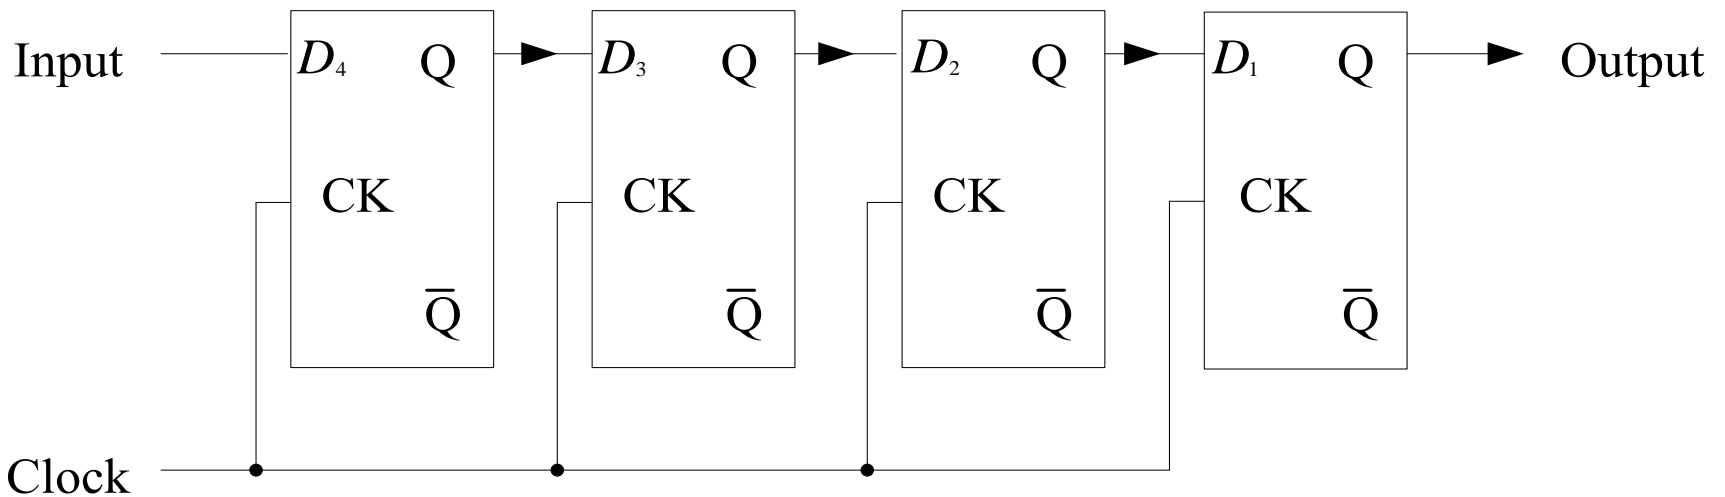 Input D₄ Q D₃ Q D₂ Q D₁ Q Output
CK CK CK CK
Q̅ Q̅ Q̅ Q̅
Clock